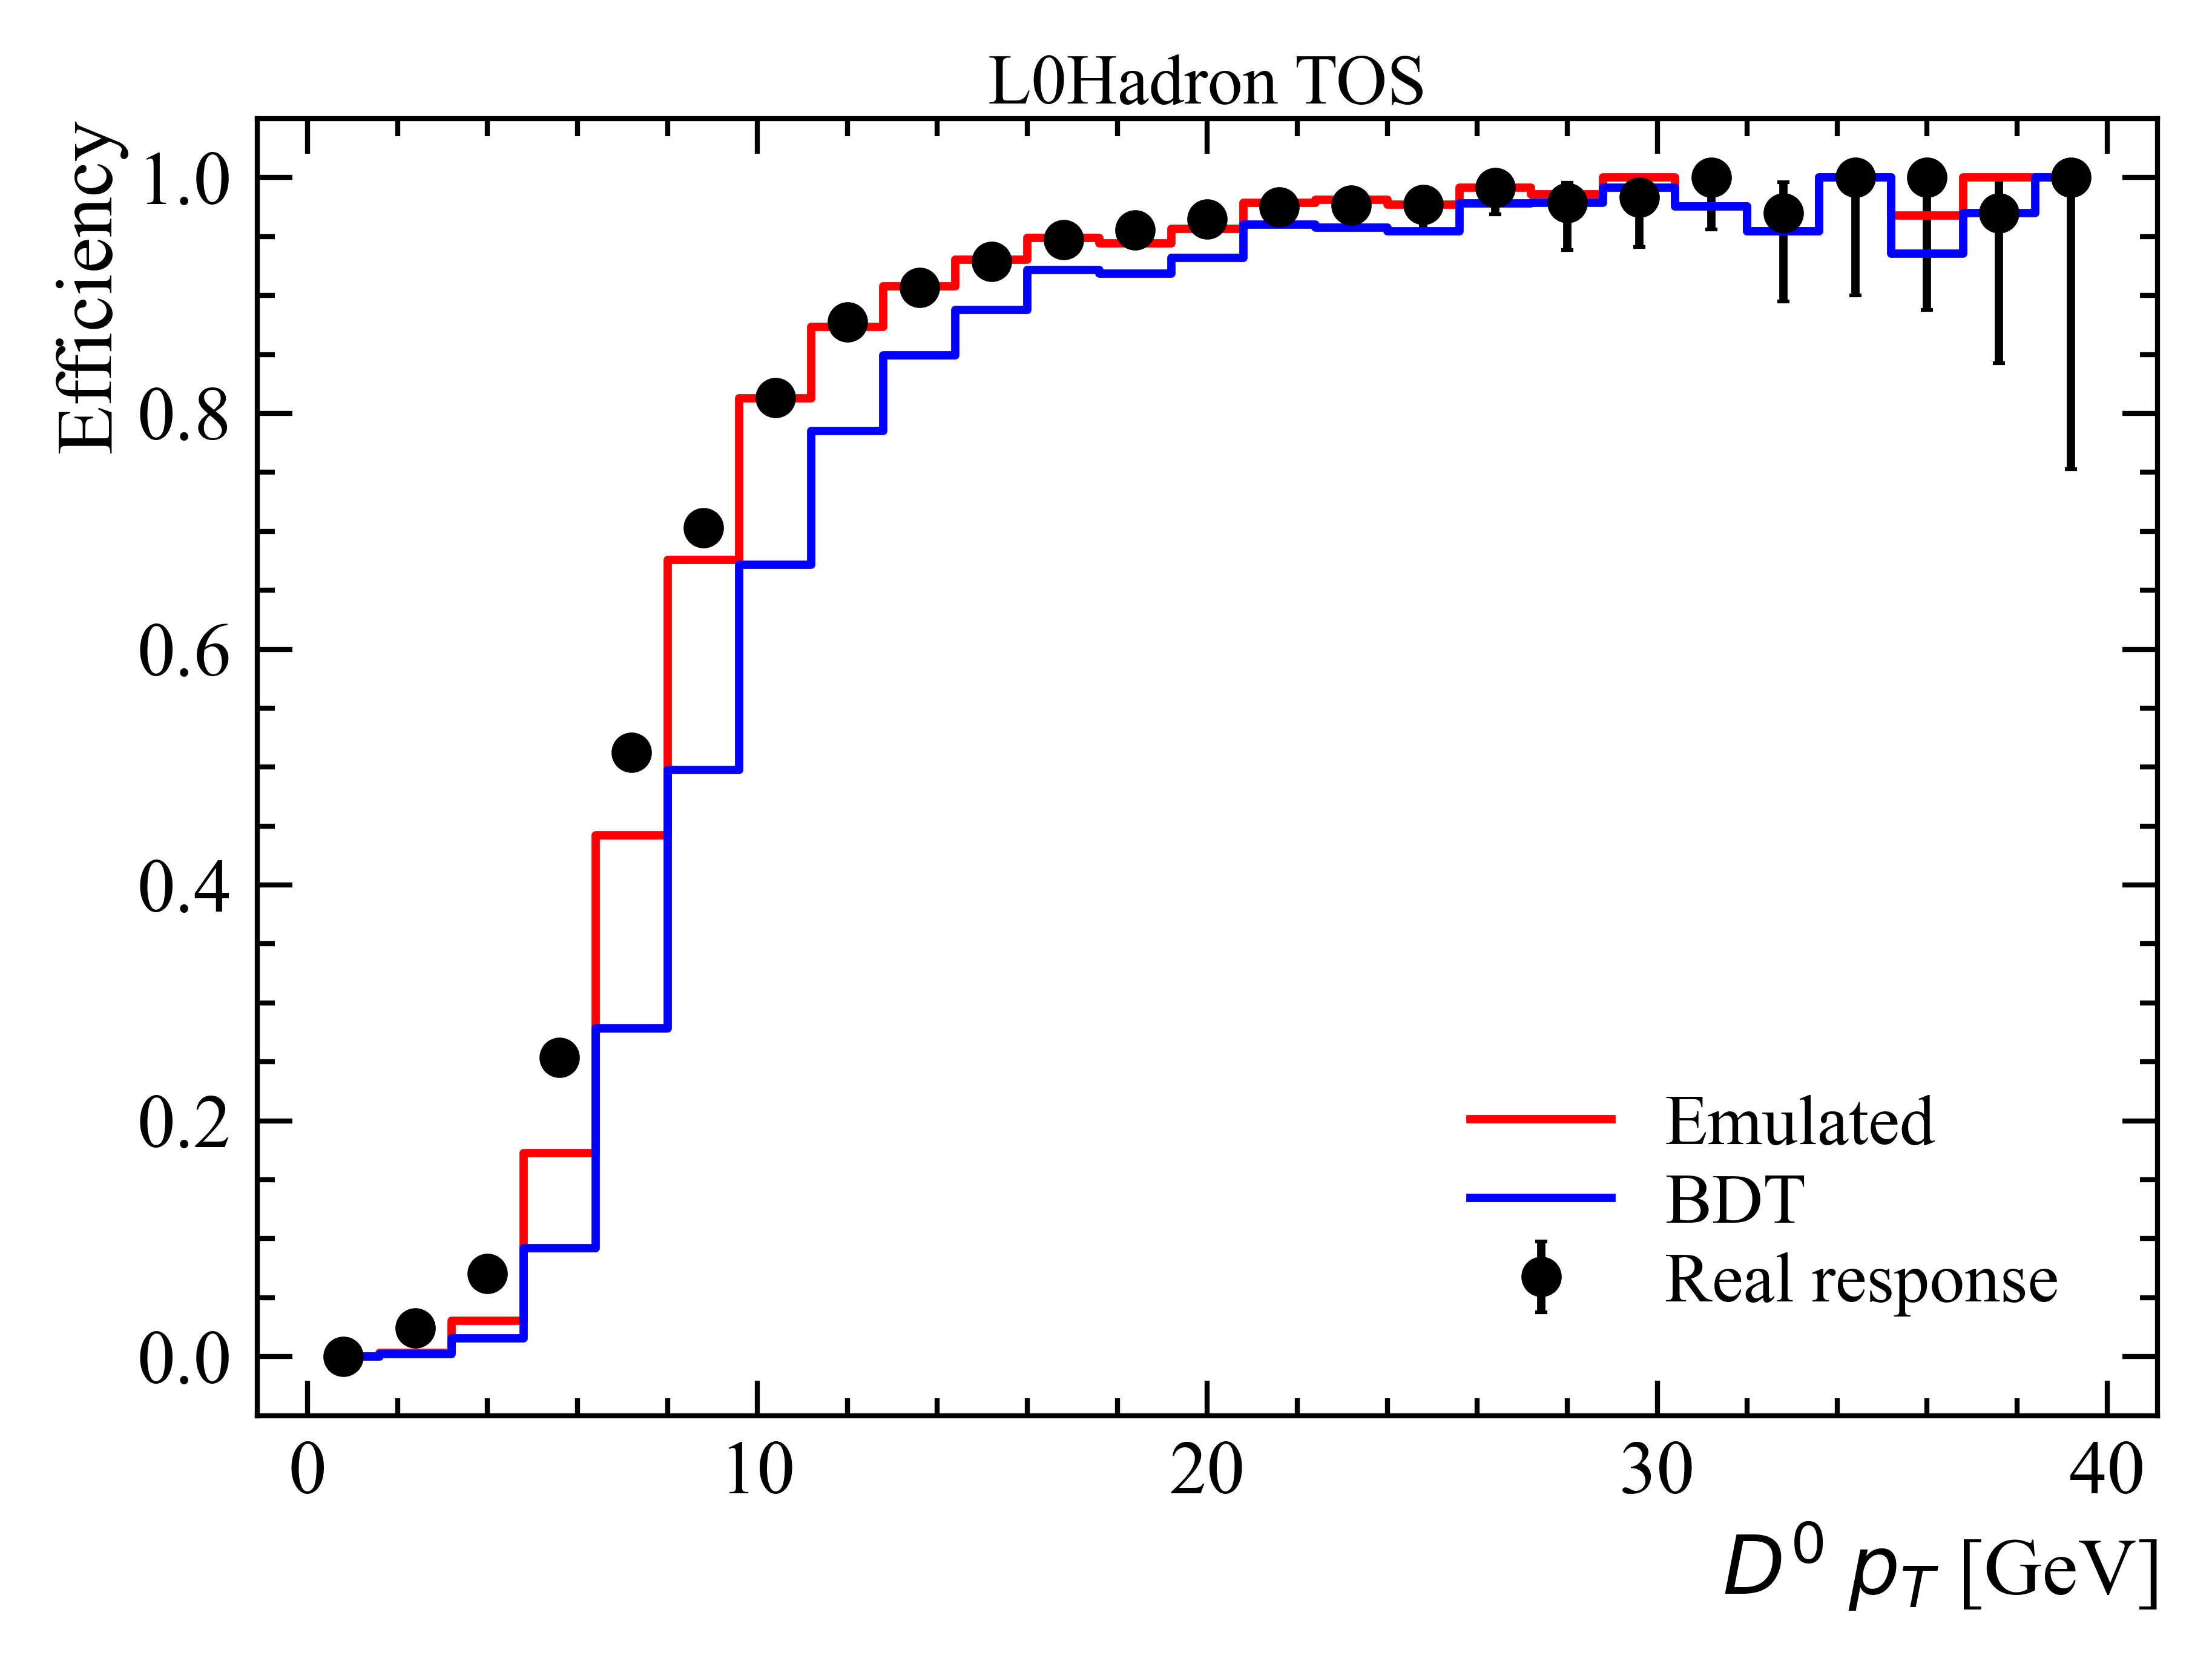 L0Hadron TOS
Efficiency
1.0
0.8
0.6
0.4
0.2
0.0
Emulated
BDT
Real response
0 10 20 30 40
D⁰ p_T [GeV]